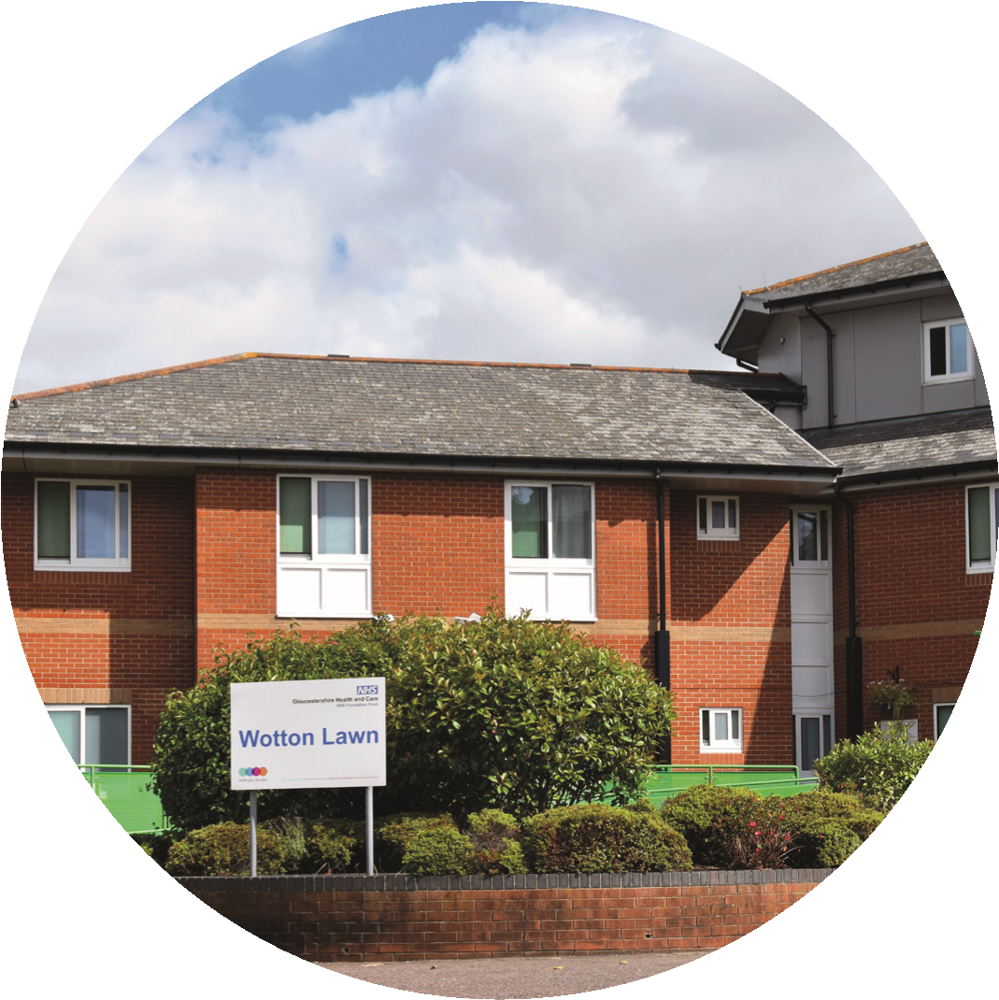 NHS
Gloucestershire Health and Care
NHS Foundation Trust
Wotton Lawn